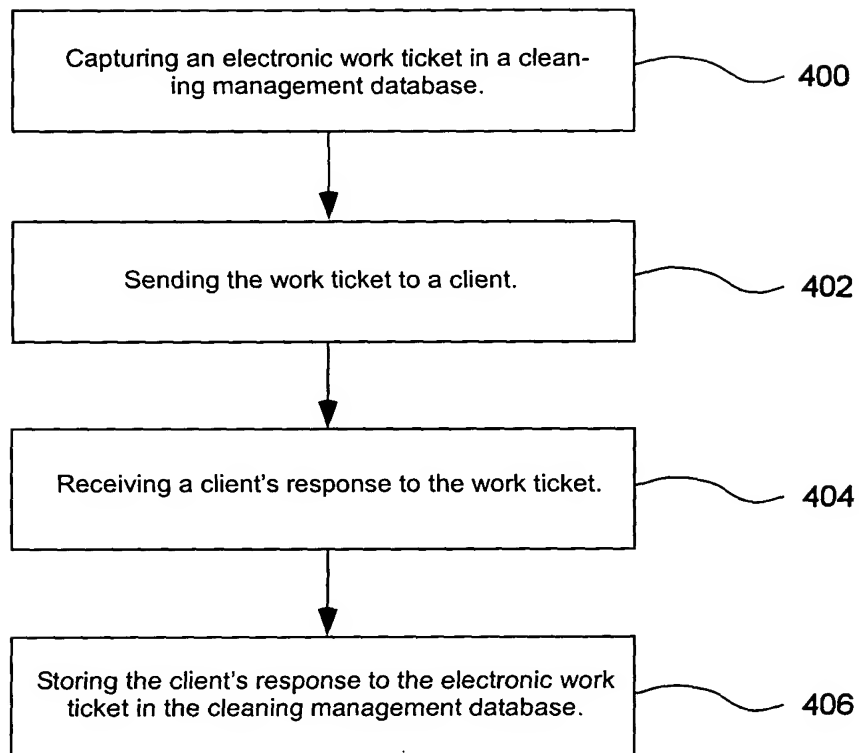 Capturing an electronic work ticket in a clean-
ing management database.
400
Sending the work ticket to a client.
402
Receiving a client's response to the work ticket.
404
Storing the client's response to the electronic work
ticket in the cleaning management database.
406